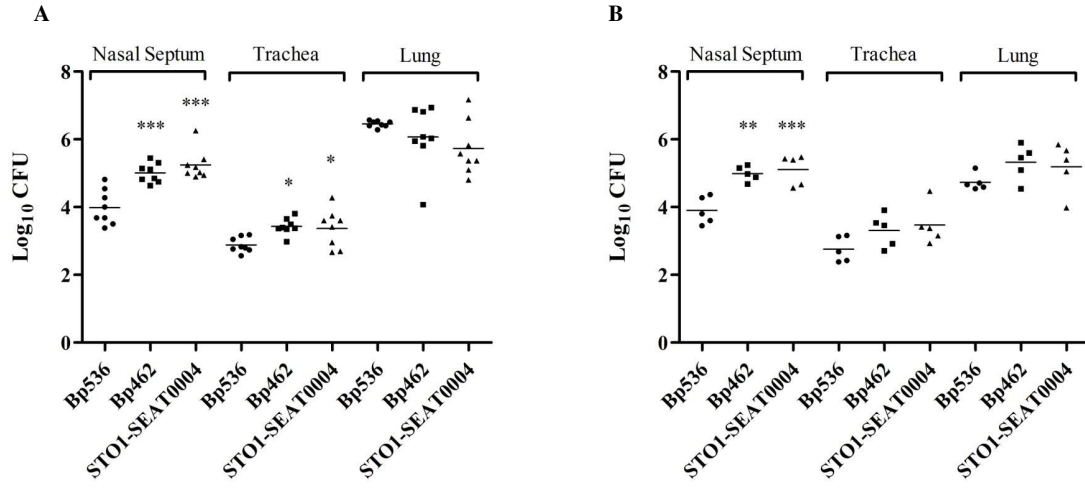 A
Nasal Septum Trachea Lung
8
6
4
2
0
Log10 CFU
*** *** * *
Bp536 Bp462 STO1-SEAT0004 Bp536 Bp462 STO1-SEAT0004 Bp536 Bp462 STO1-SEAT0004
B
Nasal Septum Trachea Lung
8
6
4
2
0
Log10 CFU
** ***
Bp536 Bp462 STO1-SEAT0004 Bp536 Bp462 STO1-SEAT0004 Bp536 Bp462 STO1-SEAT0004